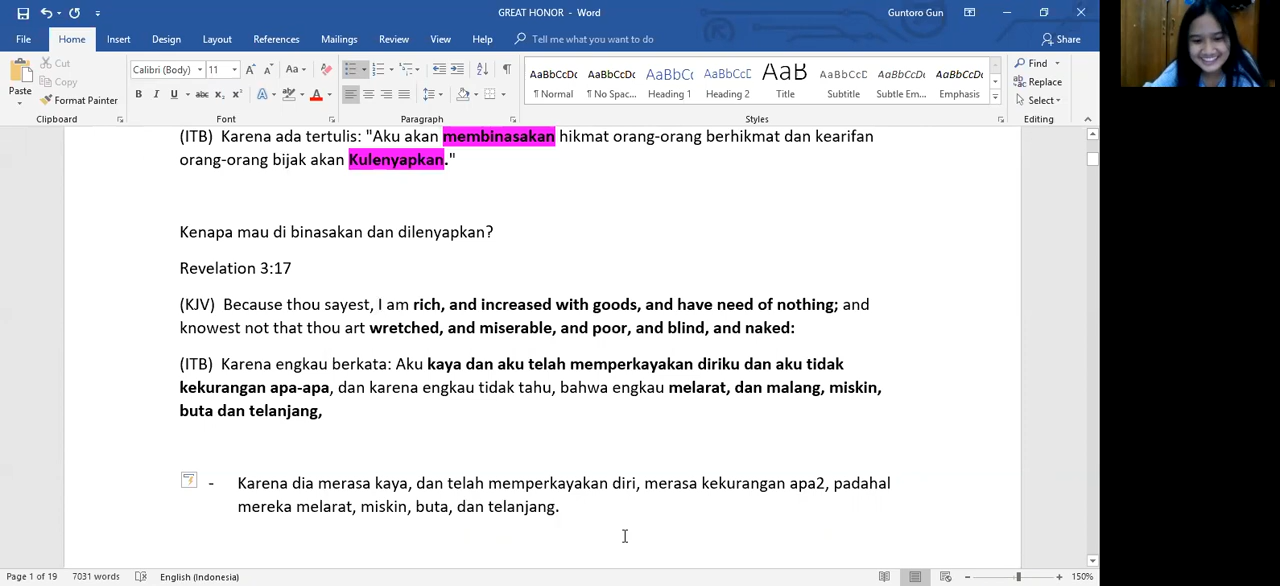 GREAT HONOR - Word
Guntoro Gun
File Home Insert Design Layout References Mailings Review View Help Tell me what you want to do Share
Paste
Cut
Copy
Format Painter
Clipboard
Calibri (Body) 11
Font
Paragraph
AaBbCcDc AaBbCcDc AaBbCc AaBbCcD AaB AaBbCcD AaBbCcDc AaBbCcDc
¶ Normal ¶ No Spac... Heading 1 Heading 2 Title Subtitle Subtle Em... Emphasis
Styles
Find
Replace
Select
Editing
(ITB) Karena ada tertulis: "Aku akan membinasakan hikmat orang-orang berhikmat dan kearifan
orang-orang bijak akan Kulenyapkan."
Kenapa mau di binasakan dan dilenyapkan?
Revelation 3:17
(KJV) Because thou sayest, I am rich, and increased with goods, and have need of nothing; and
knowest not that thou art wretched, and miserable, and poor, and blind, and naked:
(ITB) Karena engkau berkata: Aku kaya dan aku telah memperkayakan diriku dan aku tidak
kekurangan apa-apa, dan karena engkau tidak tahu, bahwa engkau melarat, dan malang, miskin,
buta dan telanjang,
- Karena dia merasa kaya, dan telah memperkayakan diri, merasa kekurangan apa2, padahal
mereka melarat, miskin, buta, dan telanjang.
Page 1 of 19 7031 words English (Indonesia) 150%